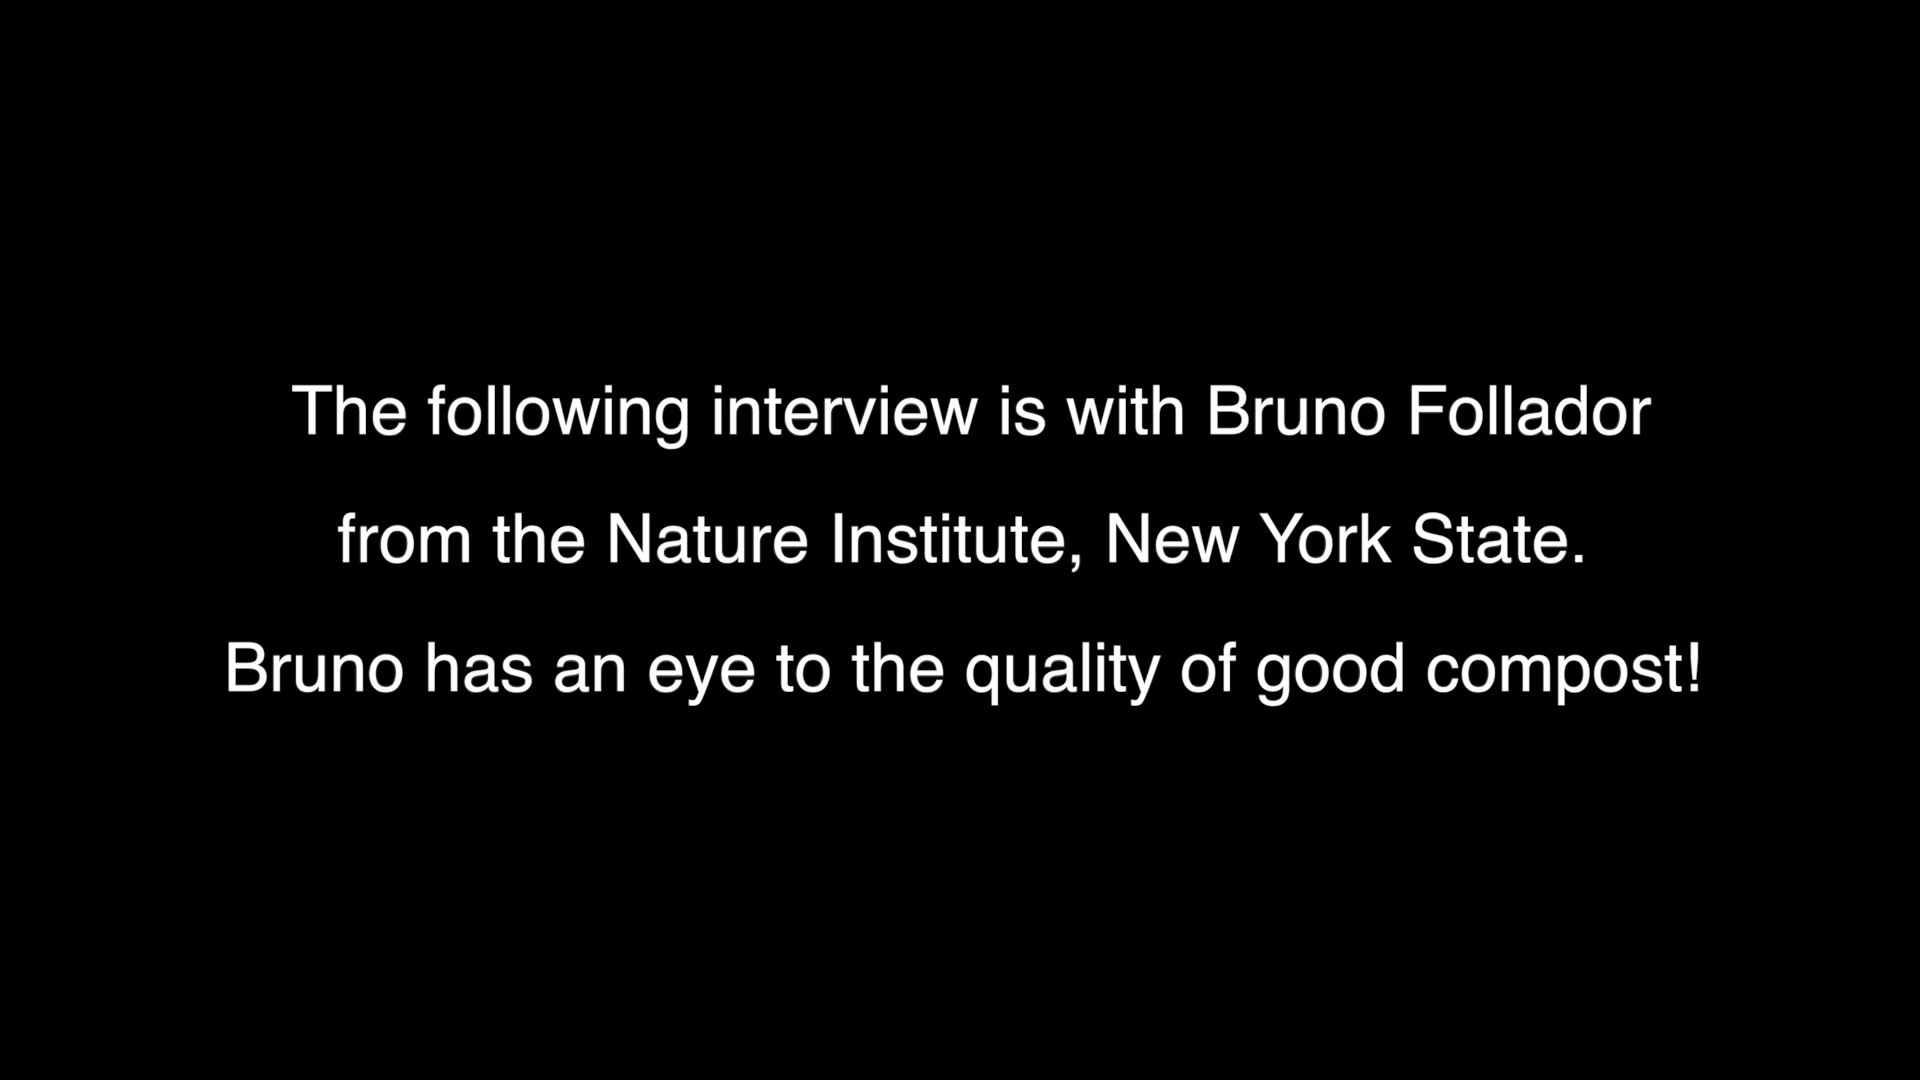 The following interview is with Bruno Follador
from the Nature Institute, New York State.
Bruno has an eye to the quality of good compost!